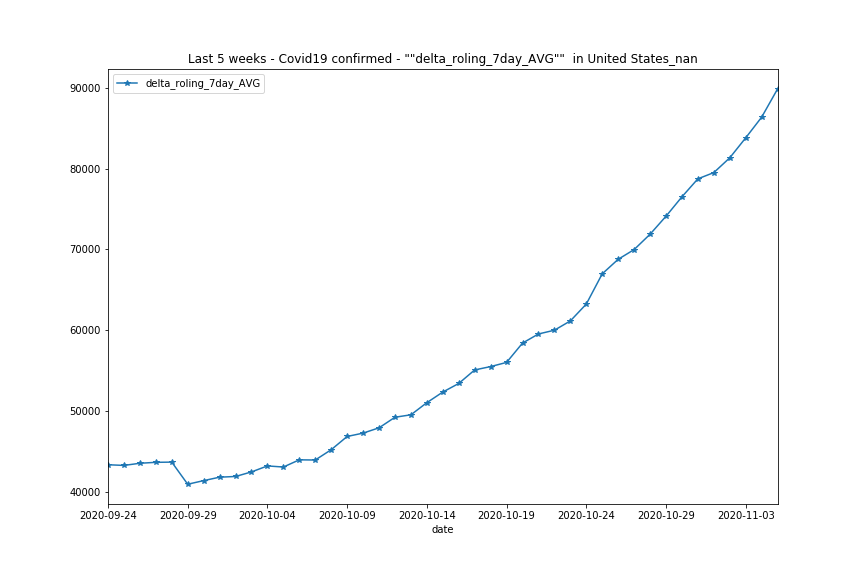 Last 5 weeks - Covid19 confirmed - ""delta_roling_7day_AVG""  in United States_nan
delta_roling_7day_AVG
90000
80000
70000
60000
50000
40000
2020-09-24 2020-09-29 2020-10-04 2020-10-09 2020-10-14 2020-10-19 2020-10-24 2020-10-29 2020-11-03
date